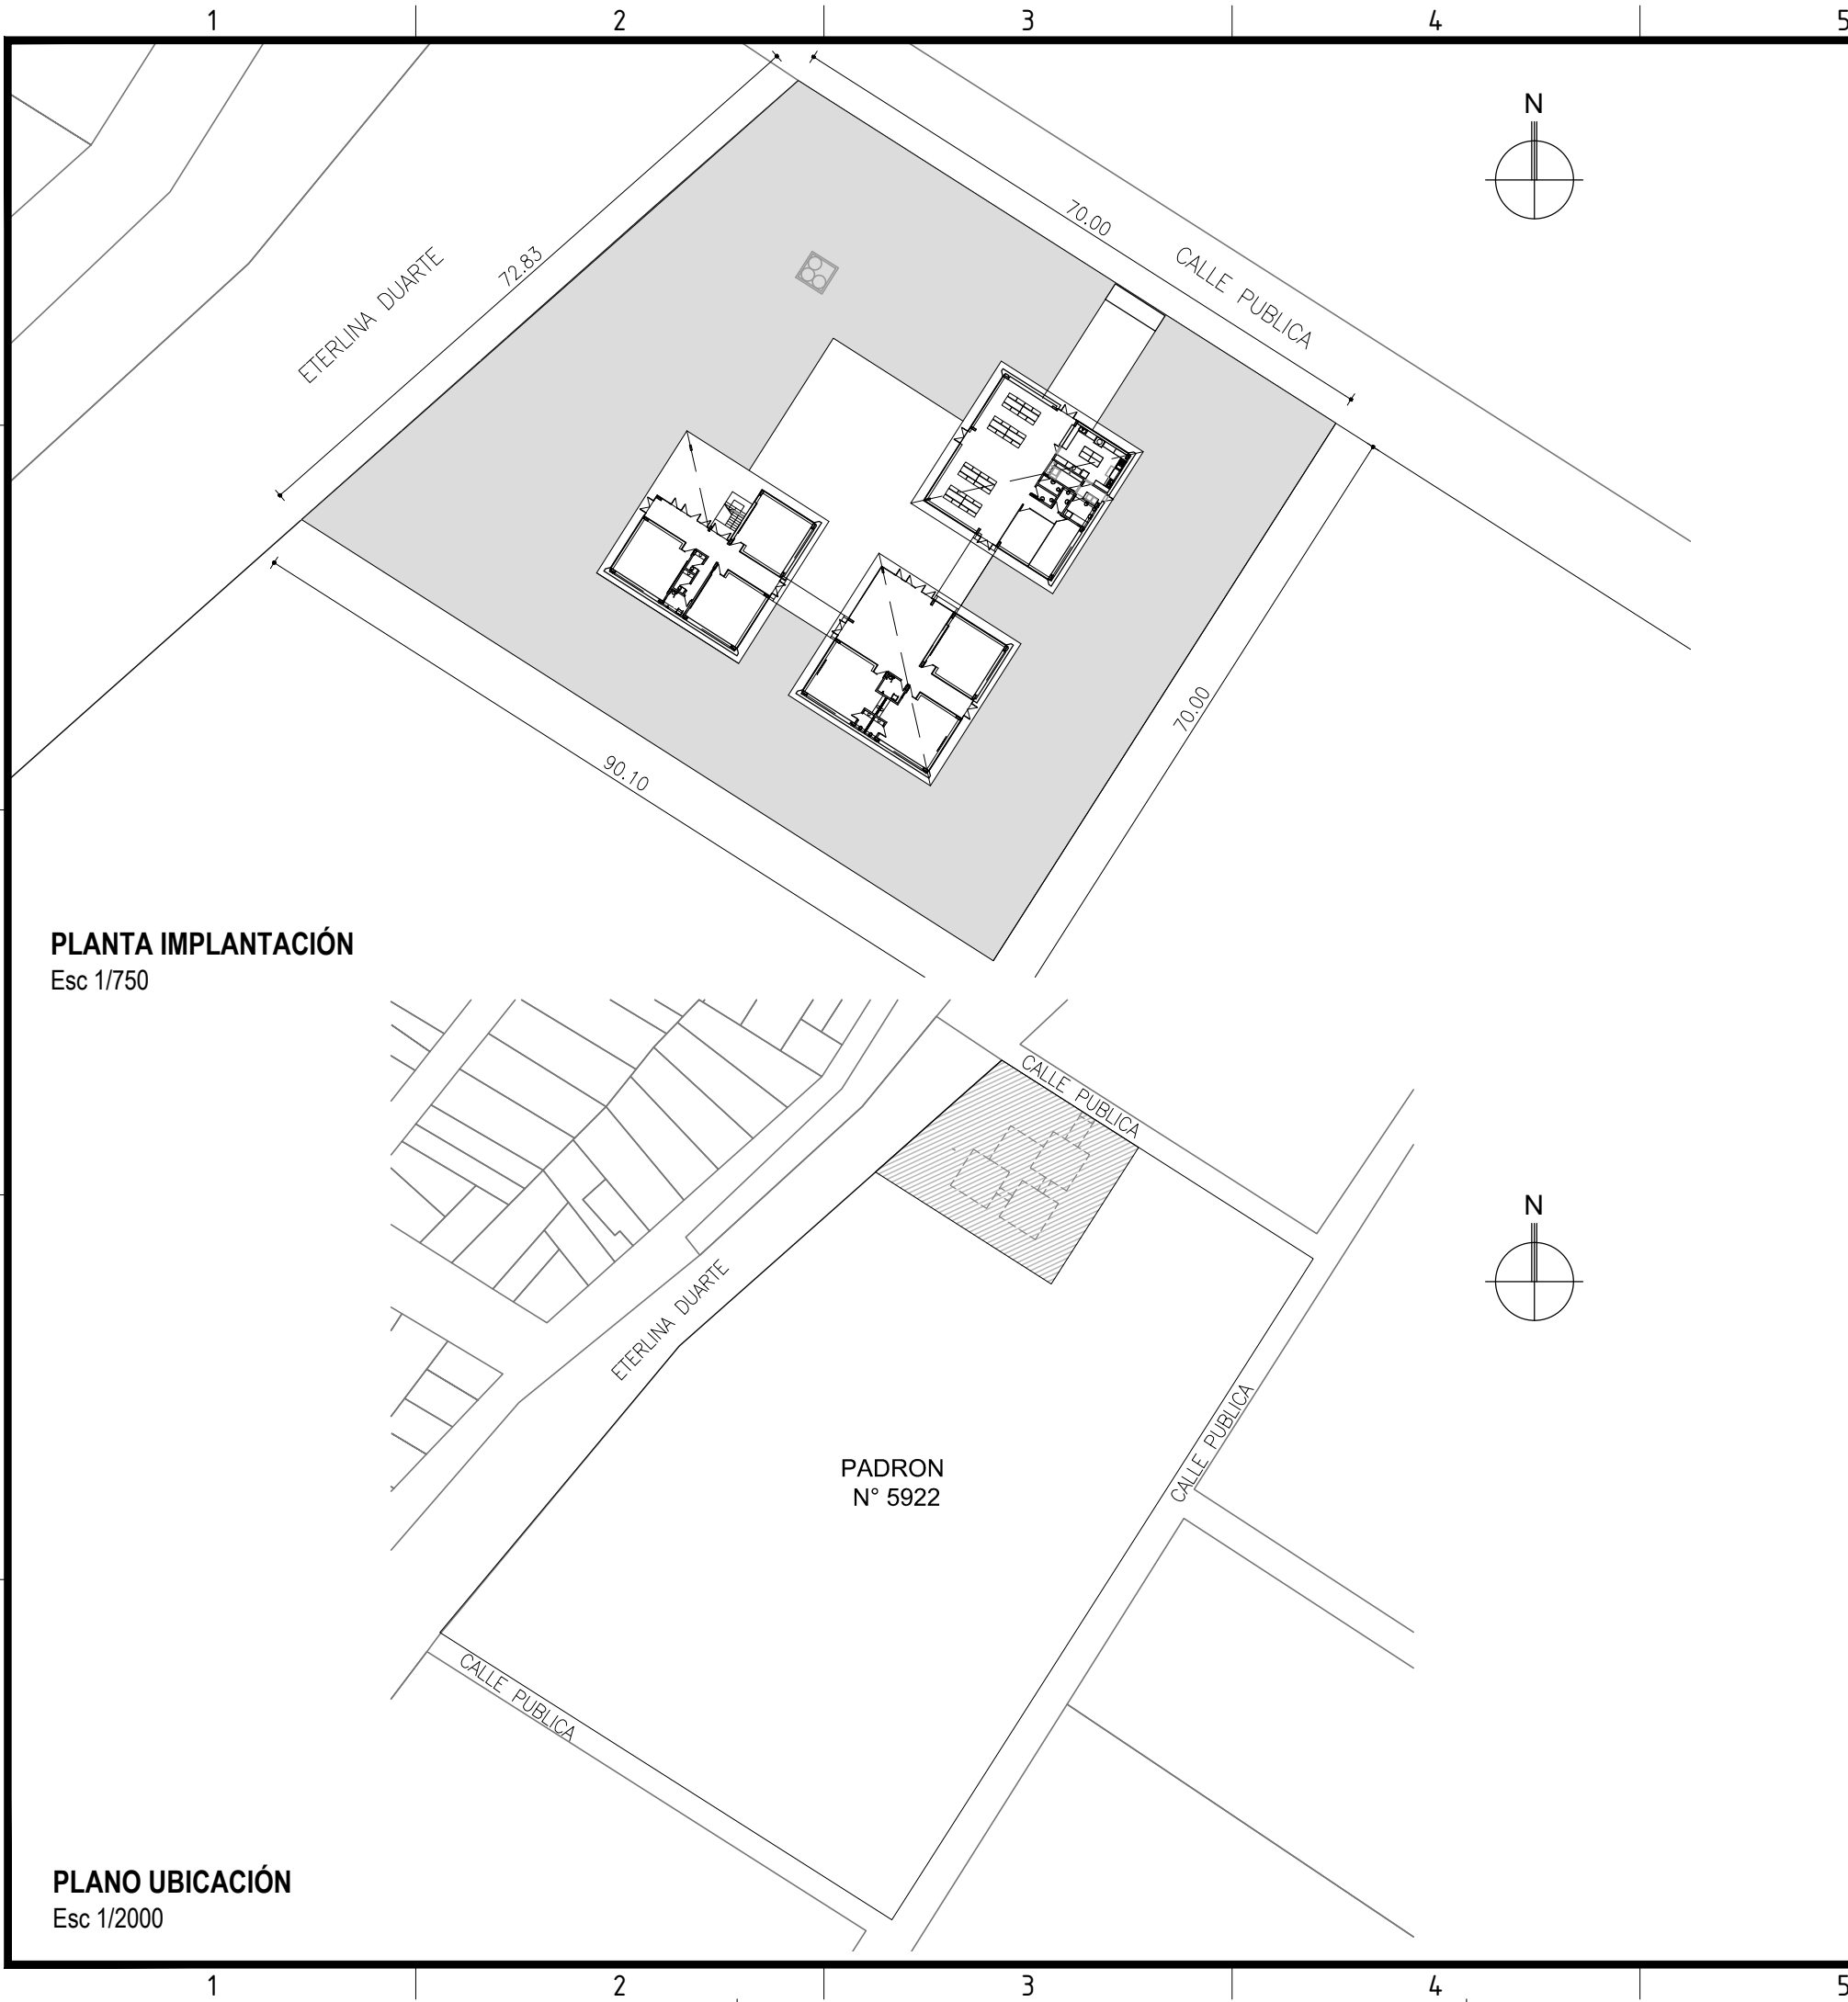 1 2 3 4 5
N
70.00
CALLE PUBLICA
72.83
ETERLINA DUARTE
70.00
90.10
PLANTA IMPLANTACIÓN
Esc 1/750
CALLE PUBLICA
N
ETERLINA DUARTE
CALLE PUBLICA
PADRON
N° 5922
CALLE PUBLICA
PLANO UBICACIÓN
Esc 1/2000
1 2 3 4 5